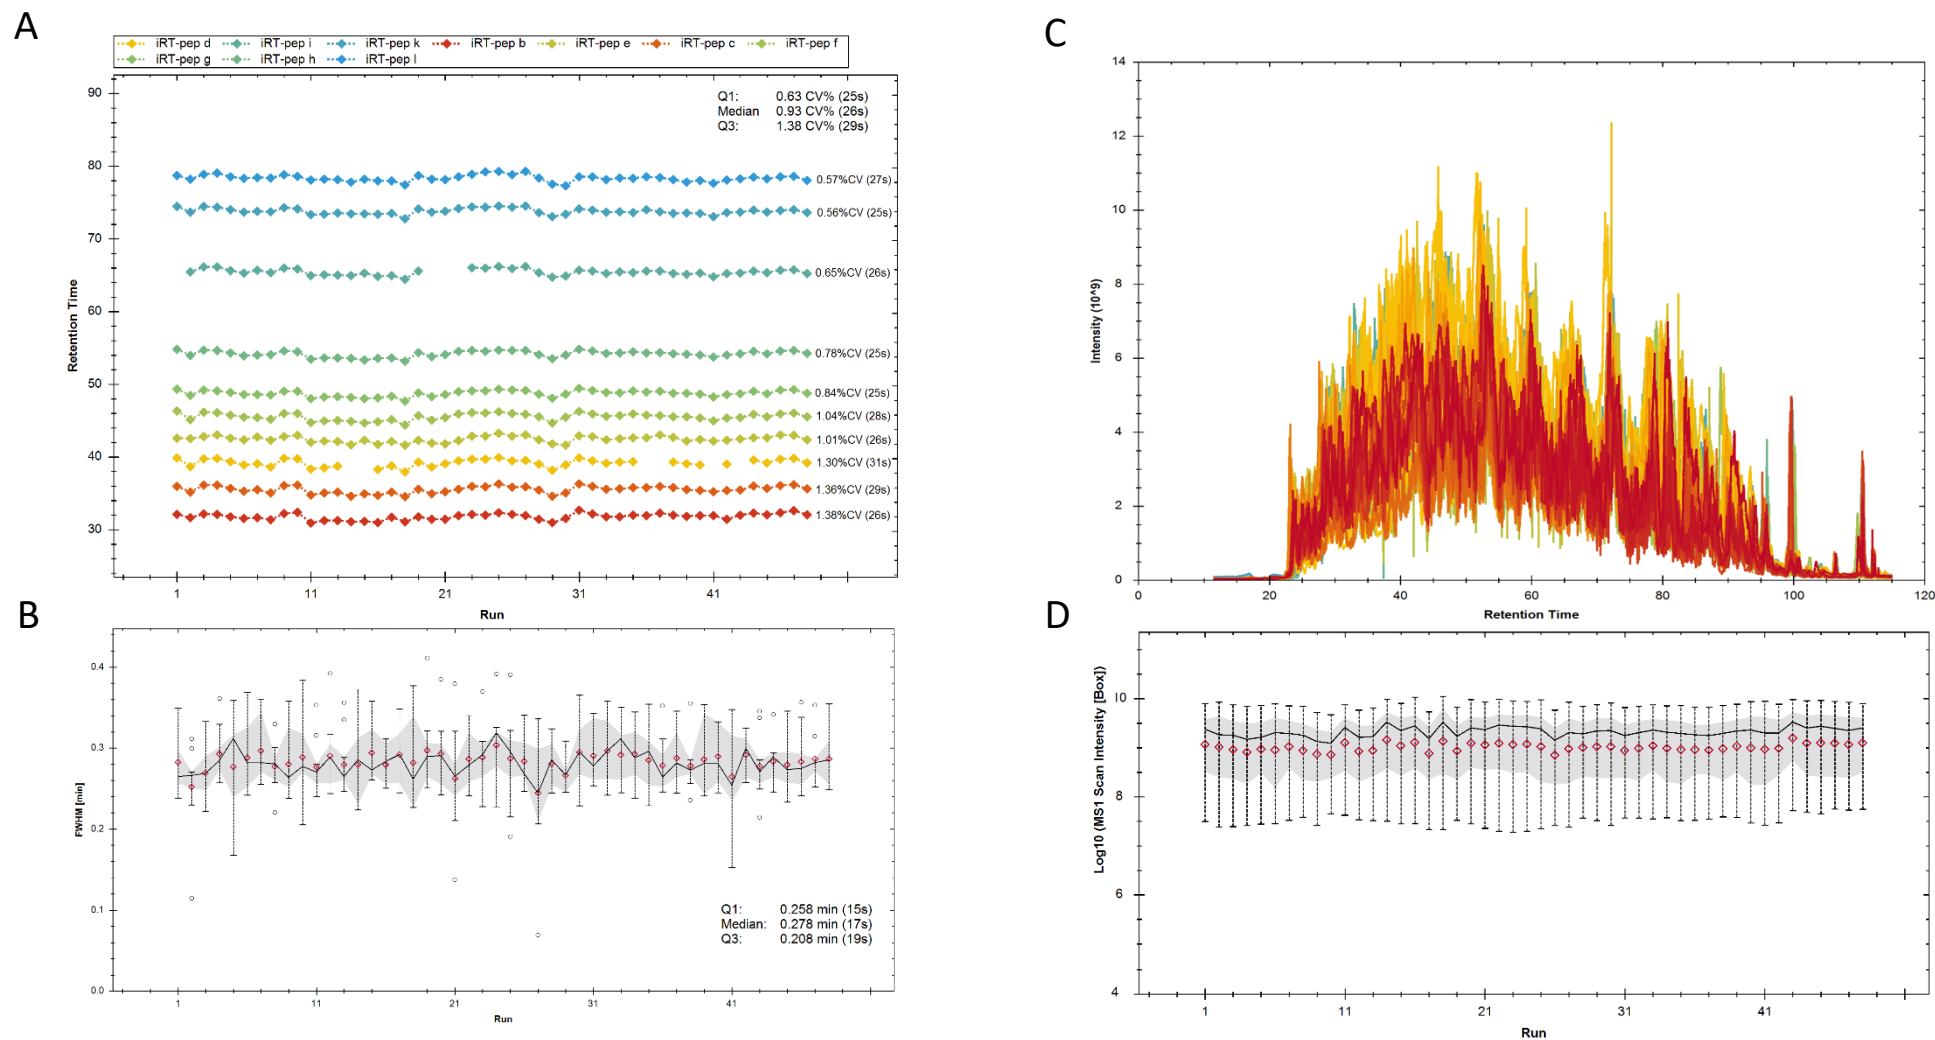 A
iRT-pep d iRT-pep i iRT-pep k iRT-pep b iRT-pep e iRT-pep c iRT-pep f
iRT-pep g iRT-pep h iRT-pep l
Q1: 0.63 CV% (25s)
Median 0.93 CV% (26s)
Q3: 1.38 CV% (29s)
90
80
70
60
50
40
30
Retention Time
0.57%CV (27s)
0.56%CV (25s)
0.65%CV (26s)
0.78%CV (25s)
0.84%CV (25s)
1.04%CV (28s)
1.01%CV (26s)
1.30%CV (31s)
1.36%CV (29s)
1.38%CV (26s)
1 11 21 31 41
Run
B
0.4
0.3
0.2
0.1
0.0
FWHM [min]
Q1: 0.258 min (15s)
Median: 0.278 min (17s)
Q3: 0.208 min (19s)
1 11 21 31 41
Run
C
14
12
10
8
6
4
2
0
Intensity (10^9)
0 20 40 60 80 100 120
Retention Time
D
10
8
6
4
Log10 (MS1 Scan Intensity [Box])
1 11 21 31 41
Run